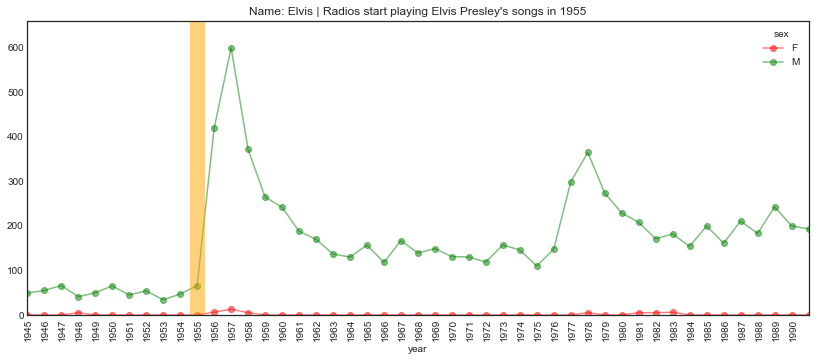 Name: Elvis | Radios start playing Elvis Presley's songs in 1955
sex
F
M
600
500
400
300
200
100
0
1945 1946 1947 1948 1949 1950 1951 1952 1953 1954 1955 1956 1957 1958 1959 1960 1961 1962 1963 1964 1965 1966 1967 1968 1969 1970 1971 1972 1973 1974 1975 1976 1977 1978 1979 1980 1981 1982 1983 1984 1985 1986 1987 1988 1989 1990
year